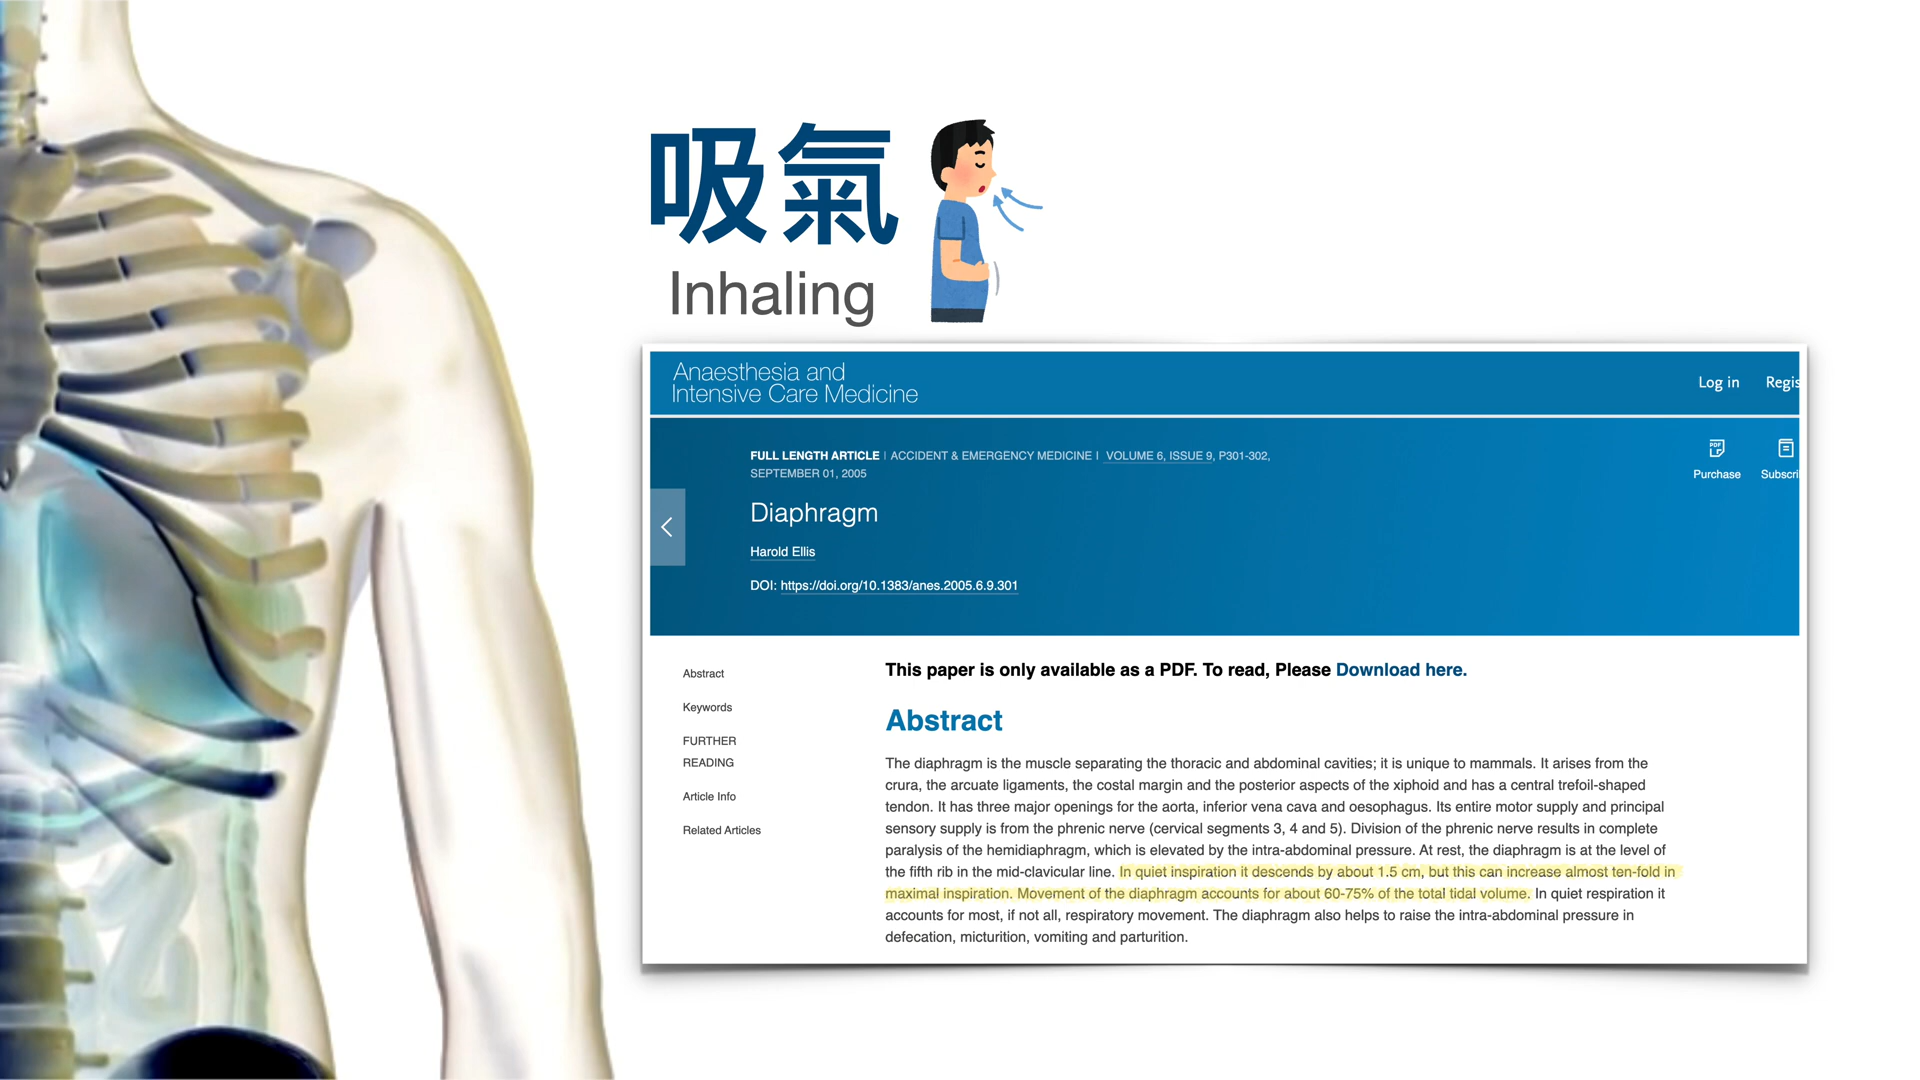 吸氣
Inhaling
Anaesthesia and
Intensive Care Medicine
Log in
Regis
FULL LENGTH ARTICLE | ACCIDENT & EMERGENCY MEDICINE | VOLUME 6, ISSUE 9, P301-302,
SEPTEMBER 01, 2005
PDF
Purchase
Subscri
Diaphragm
Harold Ellis
DOI: https://doi.org/10.1383/anes.2005.6.9.301
Abstract
Keywords
FURTHER
READING
Article Info
Related Articles
This paper is only available as a PDF. To read, Please Download here.
Abstract
The diaphragm is the muscle separating the thoracic and abdominal cavities; it is unique to mammals. It arises from the
crura, the arcuate ligaments, the costal margin and the posterior aspects of the xiphoid and has a central trefoil-shaped
tendon. It has three major openings for the aorta, inferior vena cava and oesophagus. Its entire motor supply and principal
sensory supply is from the phrenic nerve (cervical segments 3, 4 and 5). Division of the phrenic nerve results in complete
paralysis of the hemidiaphragm, which is elevated by the intra-abdominal pressure. At rest, the diaphragm is at the level of
the fifth rib in the mid-clavicular line. In quiet inspiration it descends by about 1.5 cm, but this can increase almost ten-fold in
maximal inspiration. Movement of the diaphragm accounts for about 60-75% of the total tidal volume. In quiet respiration it
accounts for most, if not all, respiratory movement. The diaphragm also helps to raise the intra-abdominal pressure in
defecation, micturition, vomiting and parturition.